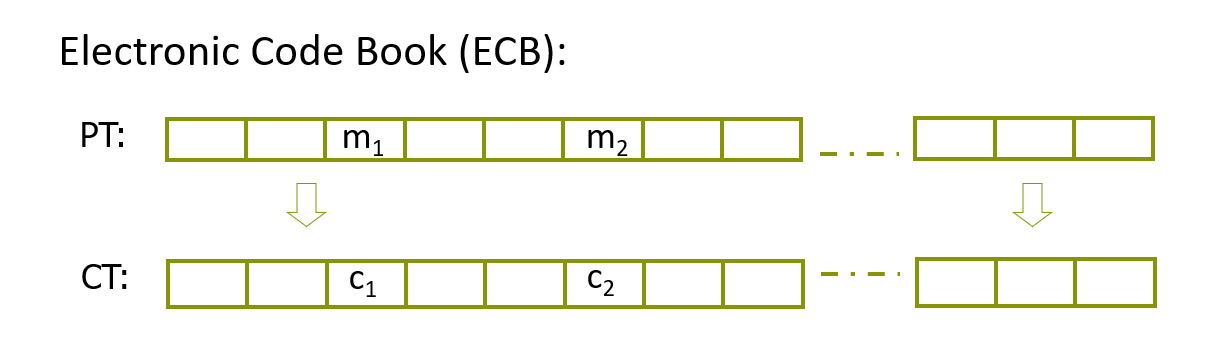 Electronic Code Book (ECB):
PT: m₁ m₂
CT: c₁ c₂